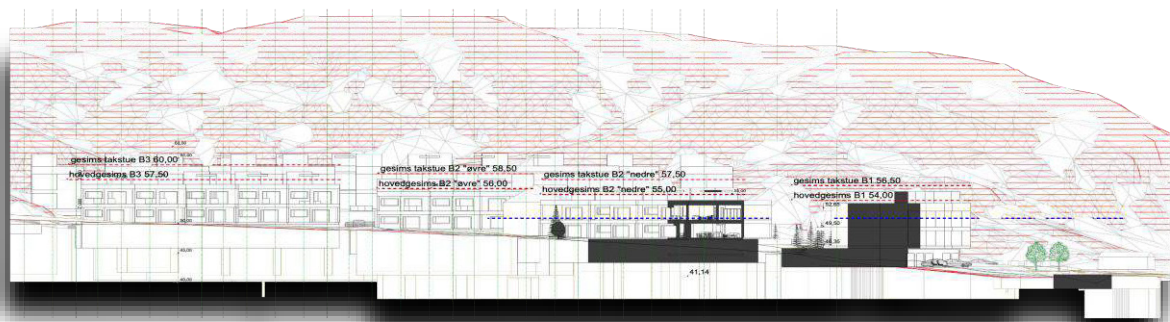 gesims takstue B3 60,00
hovedgesims B3 57,50
gesims takstue B2 "øvre" 58,50
hovedgesims B2 "øvre" 56,00
gesims takstue B2 "nedre" 57,50
hovedgesims B2 "nedre" 55,00
gesims takstue B1 56,50
hovedgesims B1 54,00
49,50
41,14